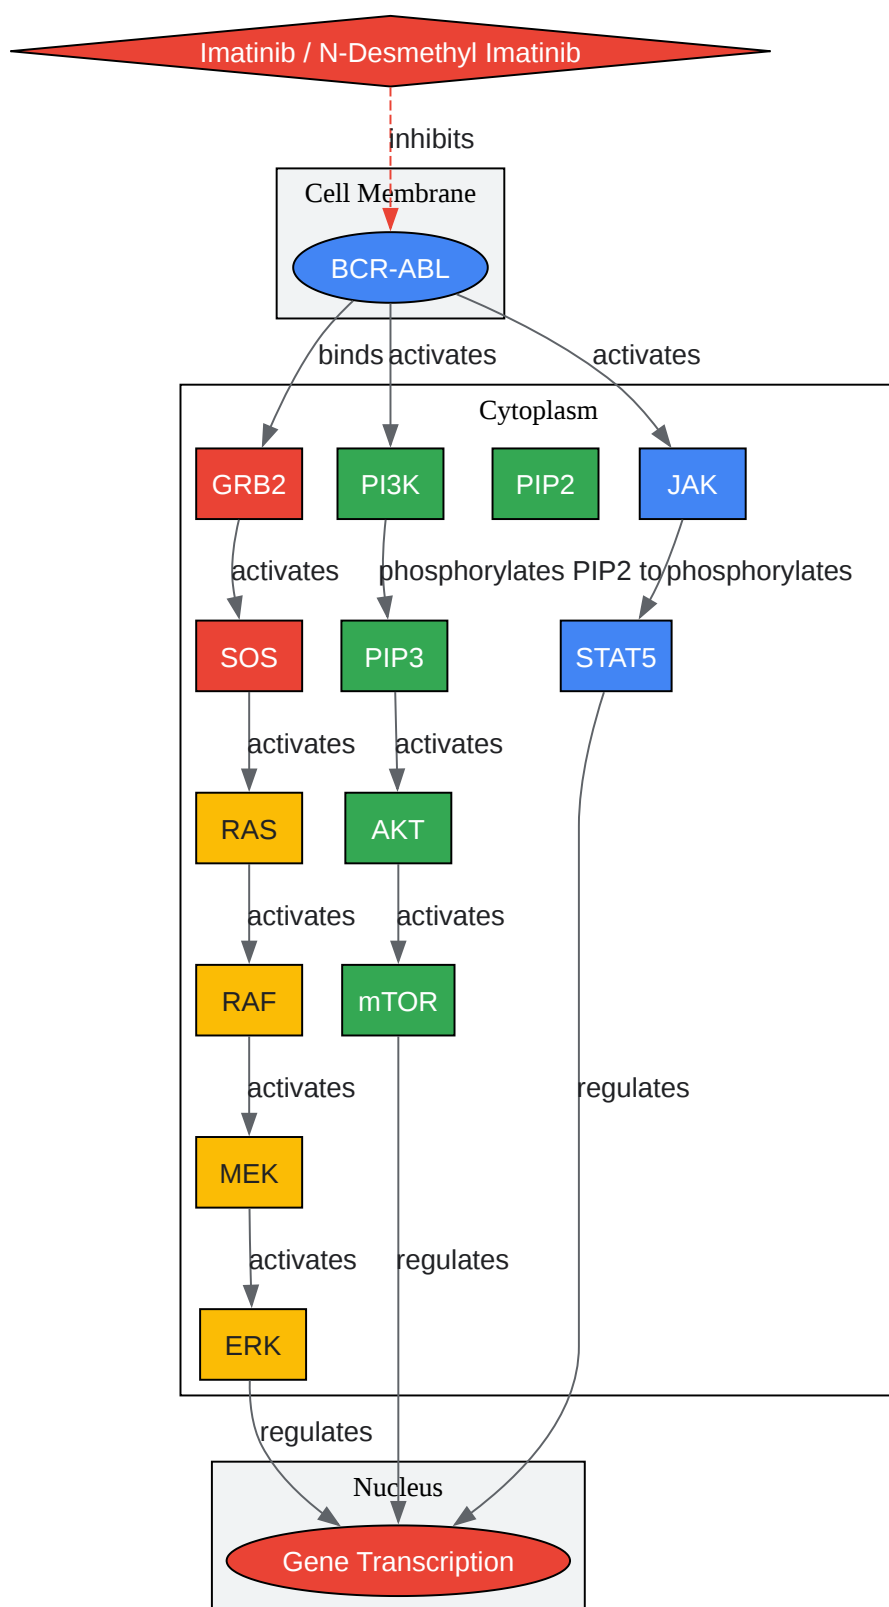 Imatinib / N-Desmethyl Imatinib
inhibits
Cell Membrane
BCR-ABL
binds
activates
activates
Cytoplasm
GRB2
PI3K
PIP2
JAK
activates
phosphorylates PIP2 to
phosphorylates
SOS
PIP3
STAT5
activates
activates
RAS
AKT
activates
activates
RAF
mTOR
activates
regulates
MEK
activates
regulates
ERK
regulates
Nucleus
Gene Transcription